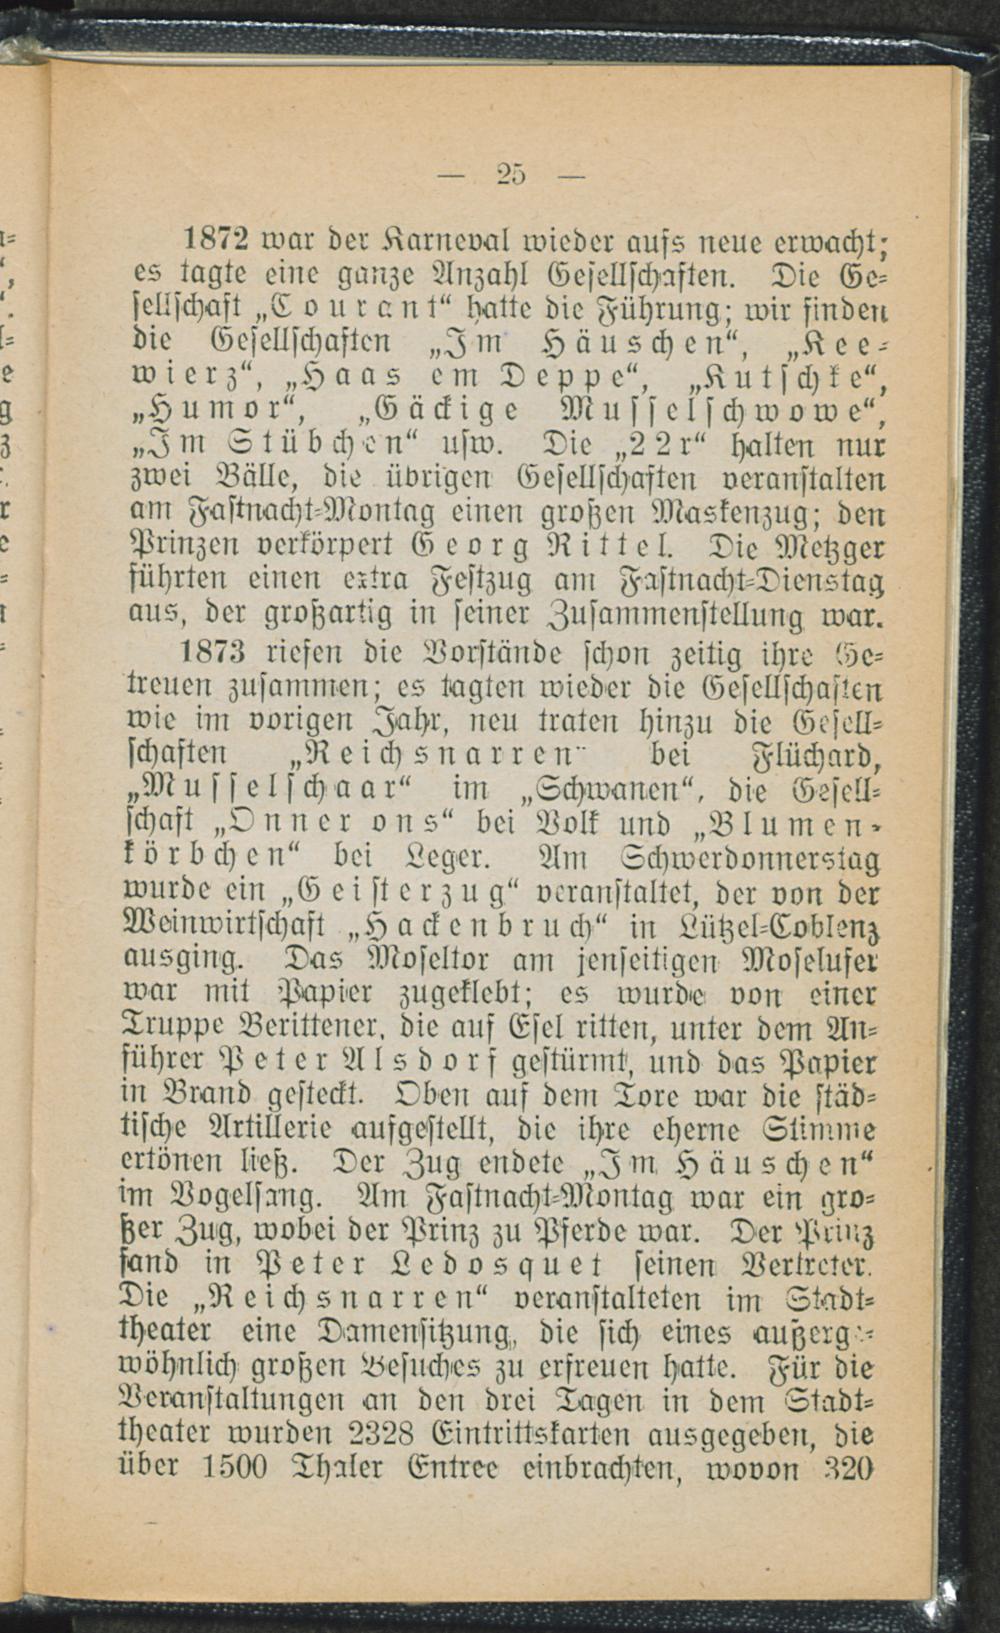 — 25 —
1872 war der Karneval wieder aufs neue erwacht;
es tagte eine ganze Anzahl Gesellschaften. Die Ge-
sellschaft „Courant“ hatte die Führung; wir finden
die Gesellschaften „Im Häuschen“, „Kee-
wierz“, „Haas em Deppe“, „Kutschke“,
„Humor“, „Gäckige Musselschwowe“,
„Im Stübchen“ usw. Die „22r“ halten nur
zwei Bälle, die übrigen Gesellschaften veranstalten
am Fastnacht-Montag einen großen Maskenzug; den
Prinzen verkörpert Georg Rittel. Die Metzger
führten einen extra Festzug am Fastnacht-Dienstag
aus, der großartig in seiner Zusammenstellung war.
1873 riefen die Vorstände schon zeitig ihre Ge-
treuen zusammen; es tagten wieder die Gesellschaften
wie im vorigen Jahr, neu traten hinzu die Gesell-
schaften „Reichsnarren“ bei Flüchard,
„Musselschaar“ im „Schwanen“, die Gesell-
schaft „Onner ons“ bei Volk und „Blumen-
körbchen“ bei Leger. Am Schwerdonnerstag
wurde ein „Geisterzug“ veranstaltet, der von der
Weinwirtschaft „Hackenbruch“ in Lützel-Coblenz
ausging. Das Moseltor am jenseitigen Moselufer
war mit Papier zugeklebt; es wurde von einer
Truppe Berittener, die auf Esel ritten, unter dem An-
führer Peter Alsdorf gestürmt, und das Papier
in Brand gesteckt. Oben auf dem Tore war die städ-
tische Artillerie aufgestellt, die ihre eherne Stimme
ertönen ließ. Der Zug endete „Im Häuschen“
im Vogelsang. Am Fastnacht-Montag war ein gro-
ßer Zug, wobei der Prinz zu Pferde war. Der Prinz
fand in Peter Ledosquet seinen Vertreter.
Die „Reichsnarren“ veranstalteten im Stadt-
theater eine Damensitzung, die sich eines außerge-
wöhnlich großen Besuches zu erfreuen hatte. Für die
Veranstaltungen an den drei Tagen in dem Stadt-
theater wurden 2328 Eintrittskarten ausgegeben, die
über 1500 Thaler Entree einbrachten, wovon 320